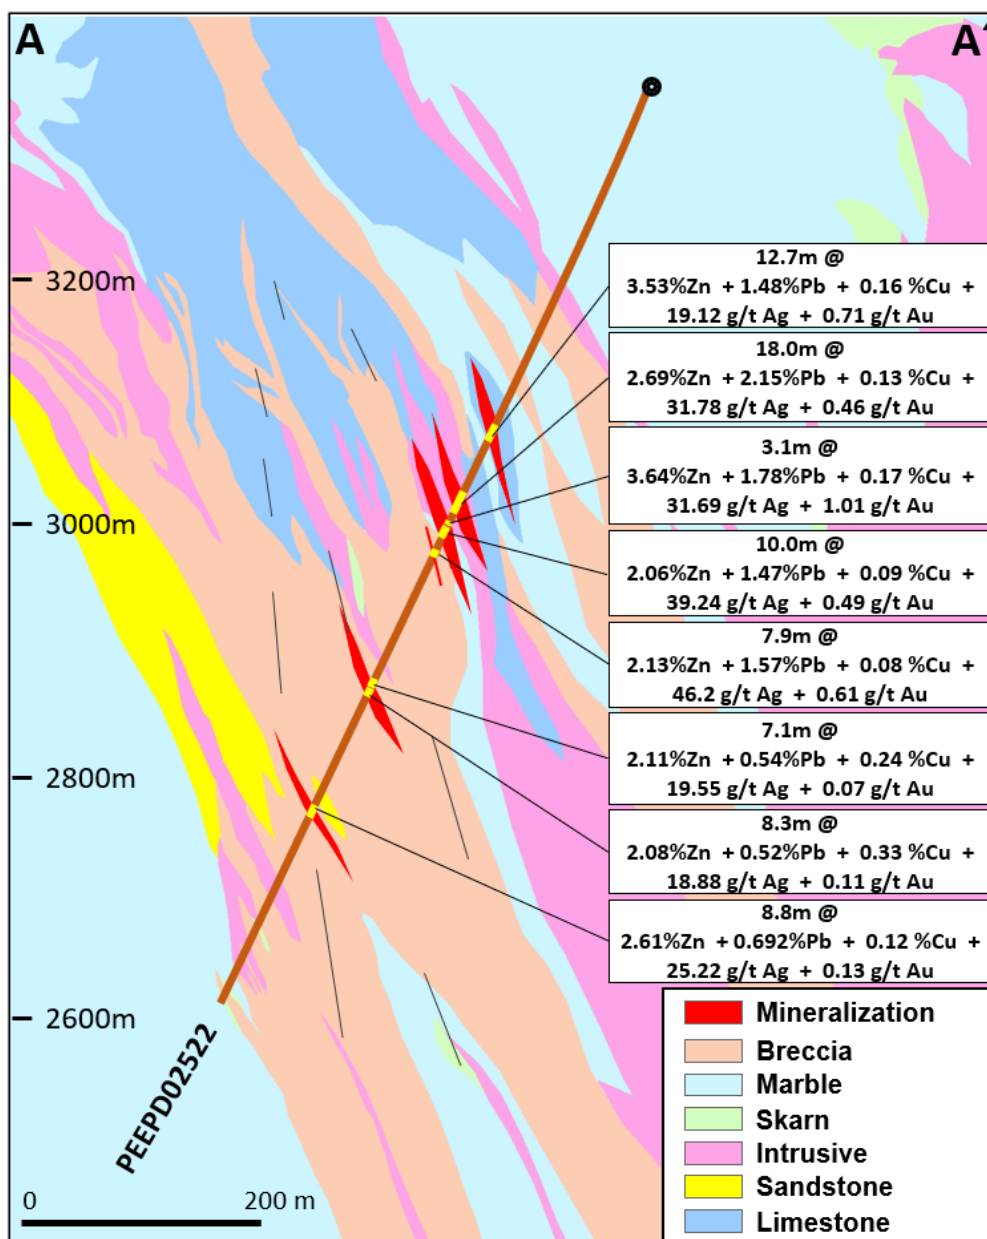 A
A´
12.7m @
3.53%Zn + 1.48%Pb + 0.16 %Cu +
19.12 g/t Ag + 0.71 g/t Au
3200m
18.0m @
2.69%Zn + 2.15%Pb + 0.13 %Cu +
31.78 g/t Ag + 0.46 g/t Au
3.1m @
3.64%Zn + 1.78%Pb + 0.17 %Cu +
31.69 g/t Ag + 1.01 g/t Au
3000m
10.0m @
2.06%Zn + 1.47%Pb + 0.09 %Cu +
39.24 g/t Ag + 0.49 g/t Au
7.9m @
2.13%Zn + 1.57%Pb + 0.08 %Cu +
46.2 g/t Ag + 0.61 g/t Au
7.1m @
2.11%Zn + 0.54%Pb + 0.24 %Cu +
19.55 g/t Ag + 0.07 g/t Au
2800m
8.3m @
2.08%Zn + 0.52%Pb + 0.33 %Cu +
18.88 g/t Ag + 0.11 g/t Au
8.8m @
2.61%Zn + 0.692%Pb + 0.12 %Cu +
25.22 g/t Ag + 0.13 g/t Au
2600m
PEEPD02522
0 200 m
Mineralization
Breccia
Marble
Skarn
Intrusive
Sandstone
Limestone